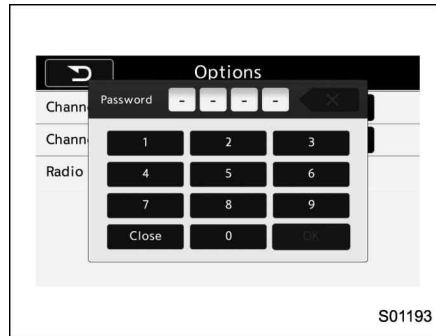 Options
Password - - - -
Chann
1 2 3
Chann
4 5 6
Radio
7 8 9
Close 0 OK
S01193